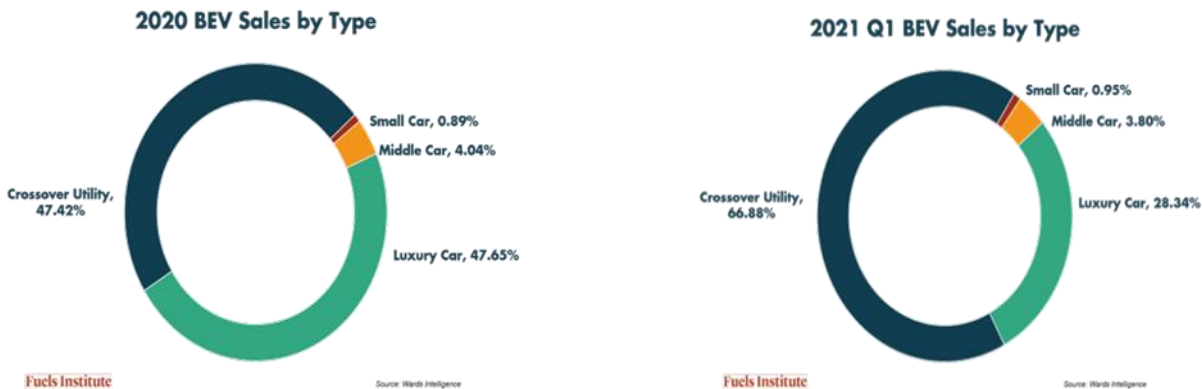 2020 BEV Sales by Type
Small Car, 0.89%
Middle Car, 4.04%
Crossover Utility,
47.42%
Luxury Car, 47.65%
Fuels Institute
Source: Wards Intelligence
2021 Q1 BEV Sales by Type
Small Car, 0.95%
Middle Car, 3.80%
Crossover Utility,
66.88%
Luxury Car, 28.34%
Fuels Institute
Source: Wards Intelligence